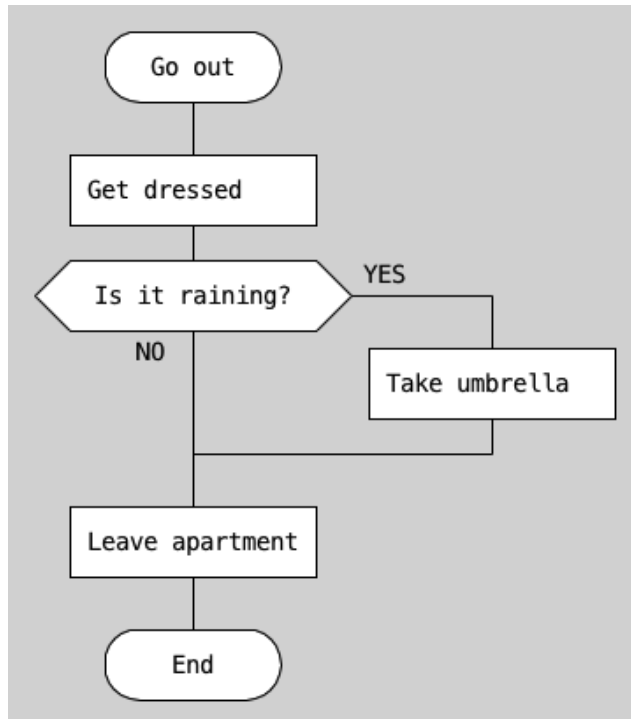 Go out
Get dressed
Is it raining?
YES
NO
Take umbrella
Leave apartment
End